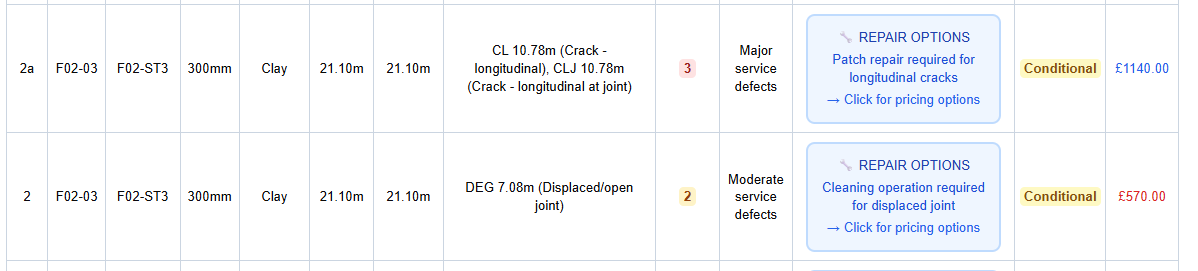 2a F02-03 F02-ST3 300mm Clay 21.10m 21.10m
CL 10.78m (Crack -
longitudinal), CLJ 10.78m
(Crack - longitudinal at joint)
3
Major
service
defects
REPAIR OPTIONS
Patch repair required for
longitudinal cracks
→ Click for pricing options
Conditional
£1140.00
2 F02-03 F02-ST3 300mm Clay 21.10m 21.10m
DEG 7.08m (Displaced/open
joint)
2
Moderate
service
defects
REPAIR OPTIONS
Cleaning operation required
for displaced joint
→ Click for pricing options
Conditional
£570.00